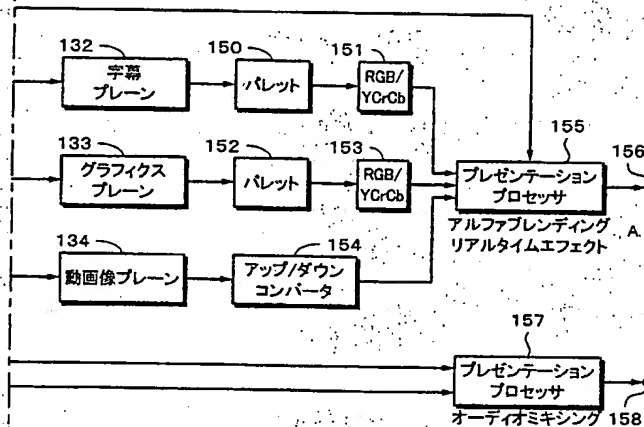 132
字幕
プレーン
150
パレット
151
RGB/
YCrCb
133
グラフィクス
プレーン
152
パレット
153
RGB/
YCrCb
155
プレゼンテーション
プロセッサ
アルファブレンディング
リアルタイムエフェクト
156
A.
134
動画像プレーン
154
アップ/ダウン
コンバータ
157
プレゼンテーション
プロセッサ
オーディオミキシング
158